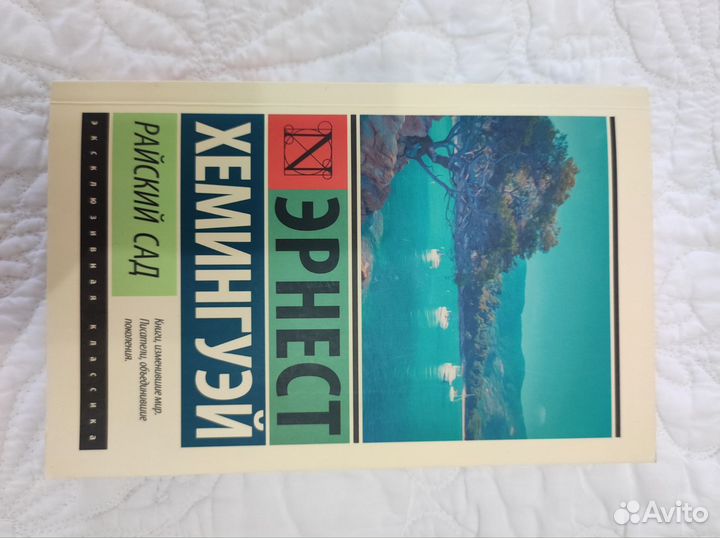 N
ЭРНЕСТ
ХЕМИНГУЭЙ
РАЙСКИЙ САД
Книги, изменившие мир.
Писатели, объединившие
поколения.
ЭКСКЛЮЗИВНАЯ КЛАССИКА
Avito